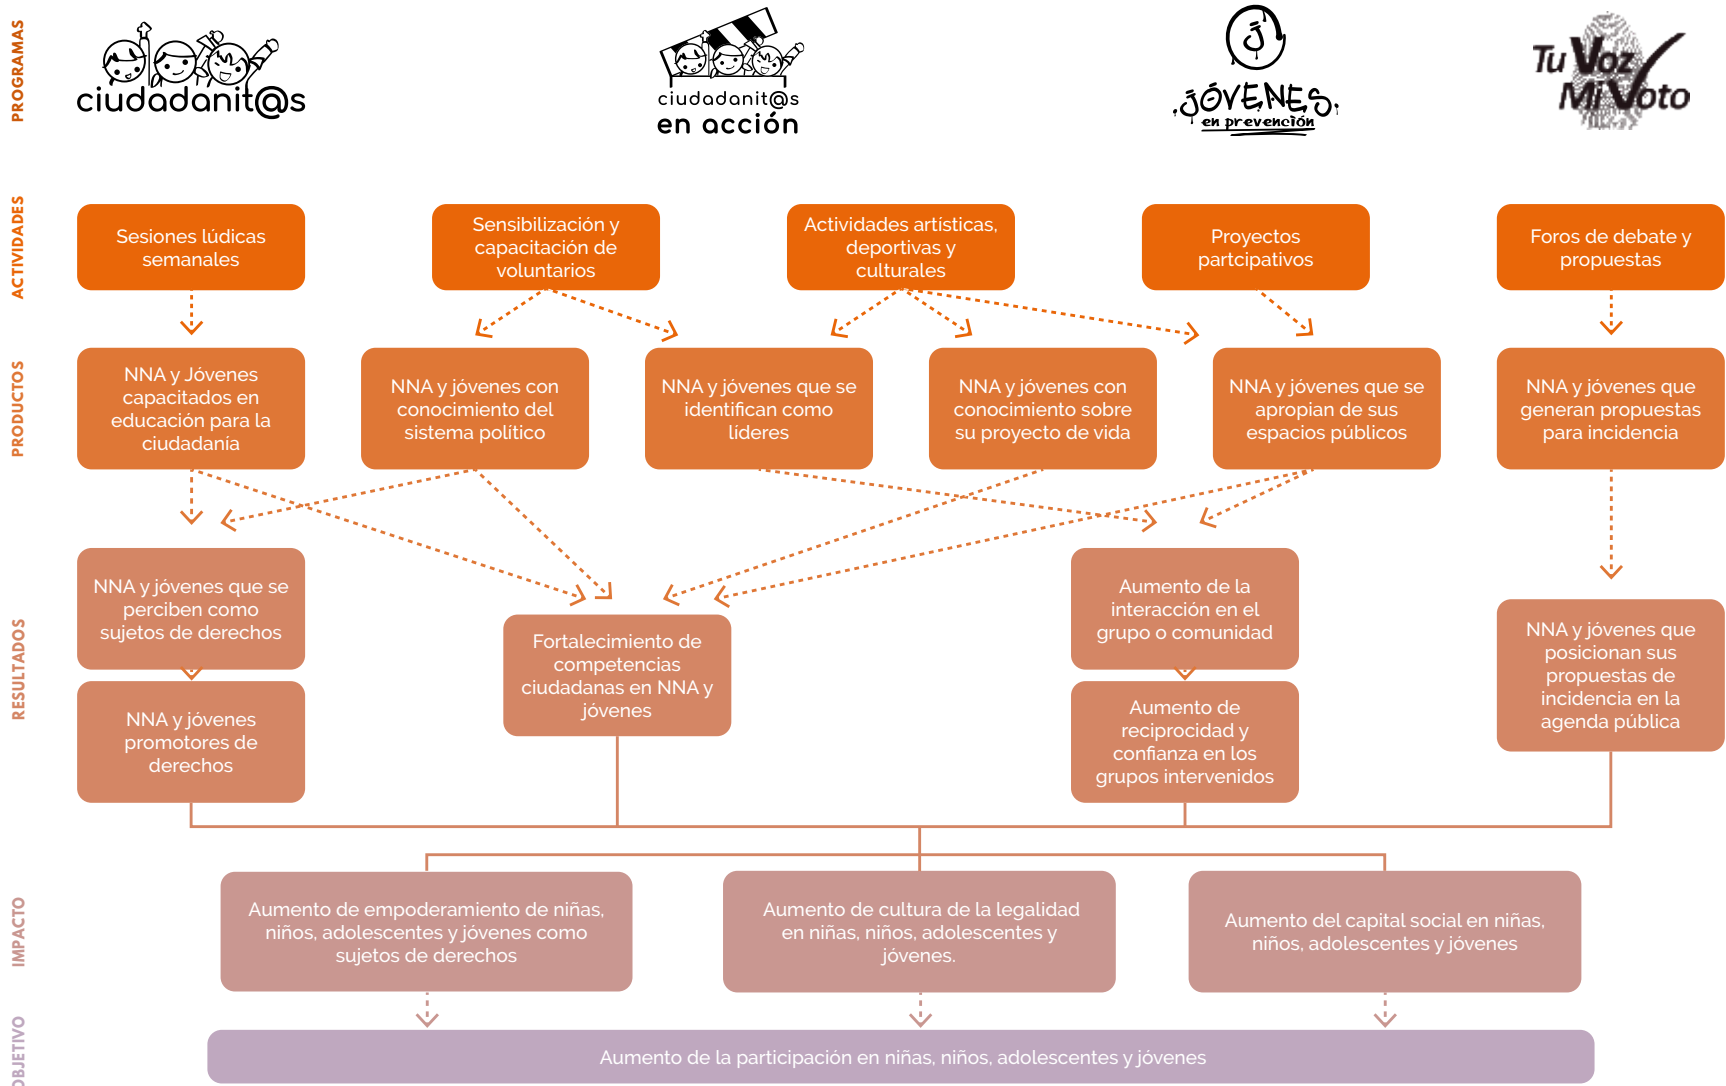 PROGRAMAS
ciudadanit@s
ciudadanit@s
en acción
J
JÓVENES
en prevención
Tu Voz
Mi Voto
ACTIVIDADES
Sesiones lúdicas
semanales
Sensibilización y
capacitación de
voluntarios
Actividades artísticas,
deportivas y
culturales
Proyectos
partcipativos
Foros de debate y
propuestas
PRODUCTOS
NNA y Jóvenes
capacitados en
educación para la
ciudadanía
NNA y jóvenes con
conocimiento del
sistema político
NNA y jóvenes que se
identifican como
líderes
NNA y jóvenes con
conocimiento sobre
su proyecto de vida
NNA y jóvenes que se
apropian de sus
espacios públicos
NNA y jóvenes que
generan propuestas
para incidencia
RESULTADOS
NNA y jóvenes que se
perciben como
sujetos de derechos
NNA y jóvenes
promotores de
derechos
Fortalecimiento de
competencias
ciudadanas en NNA y
jóvenes
Aumento de la
interacción en el
grupo o comunidad
Aumento de
reciprocidad y
confianza en los
grupos intervenidos
NNA y jóvenes que
posicionan sus
propuestas de
incidencia en la
agenda pública
IMPACTO
Aumento de empoderamiento de niñas,
niños, adolescentes y jóvenes como
sujetos de derechos
Aumento de cultura de la legalidad
en niñas, niños, adolescentes y
jóvenes.
Aumento del capital social en niñas,
niños, adolescentes y jóvenes
OBJETIVO
Aumento de la participación en niñas, niños, adolescentes y jóvenes